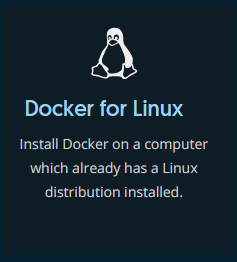 Docker for Linux
Install Docker on a computer
which already has a Linux
distribution installed.